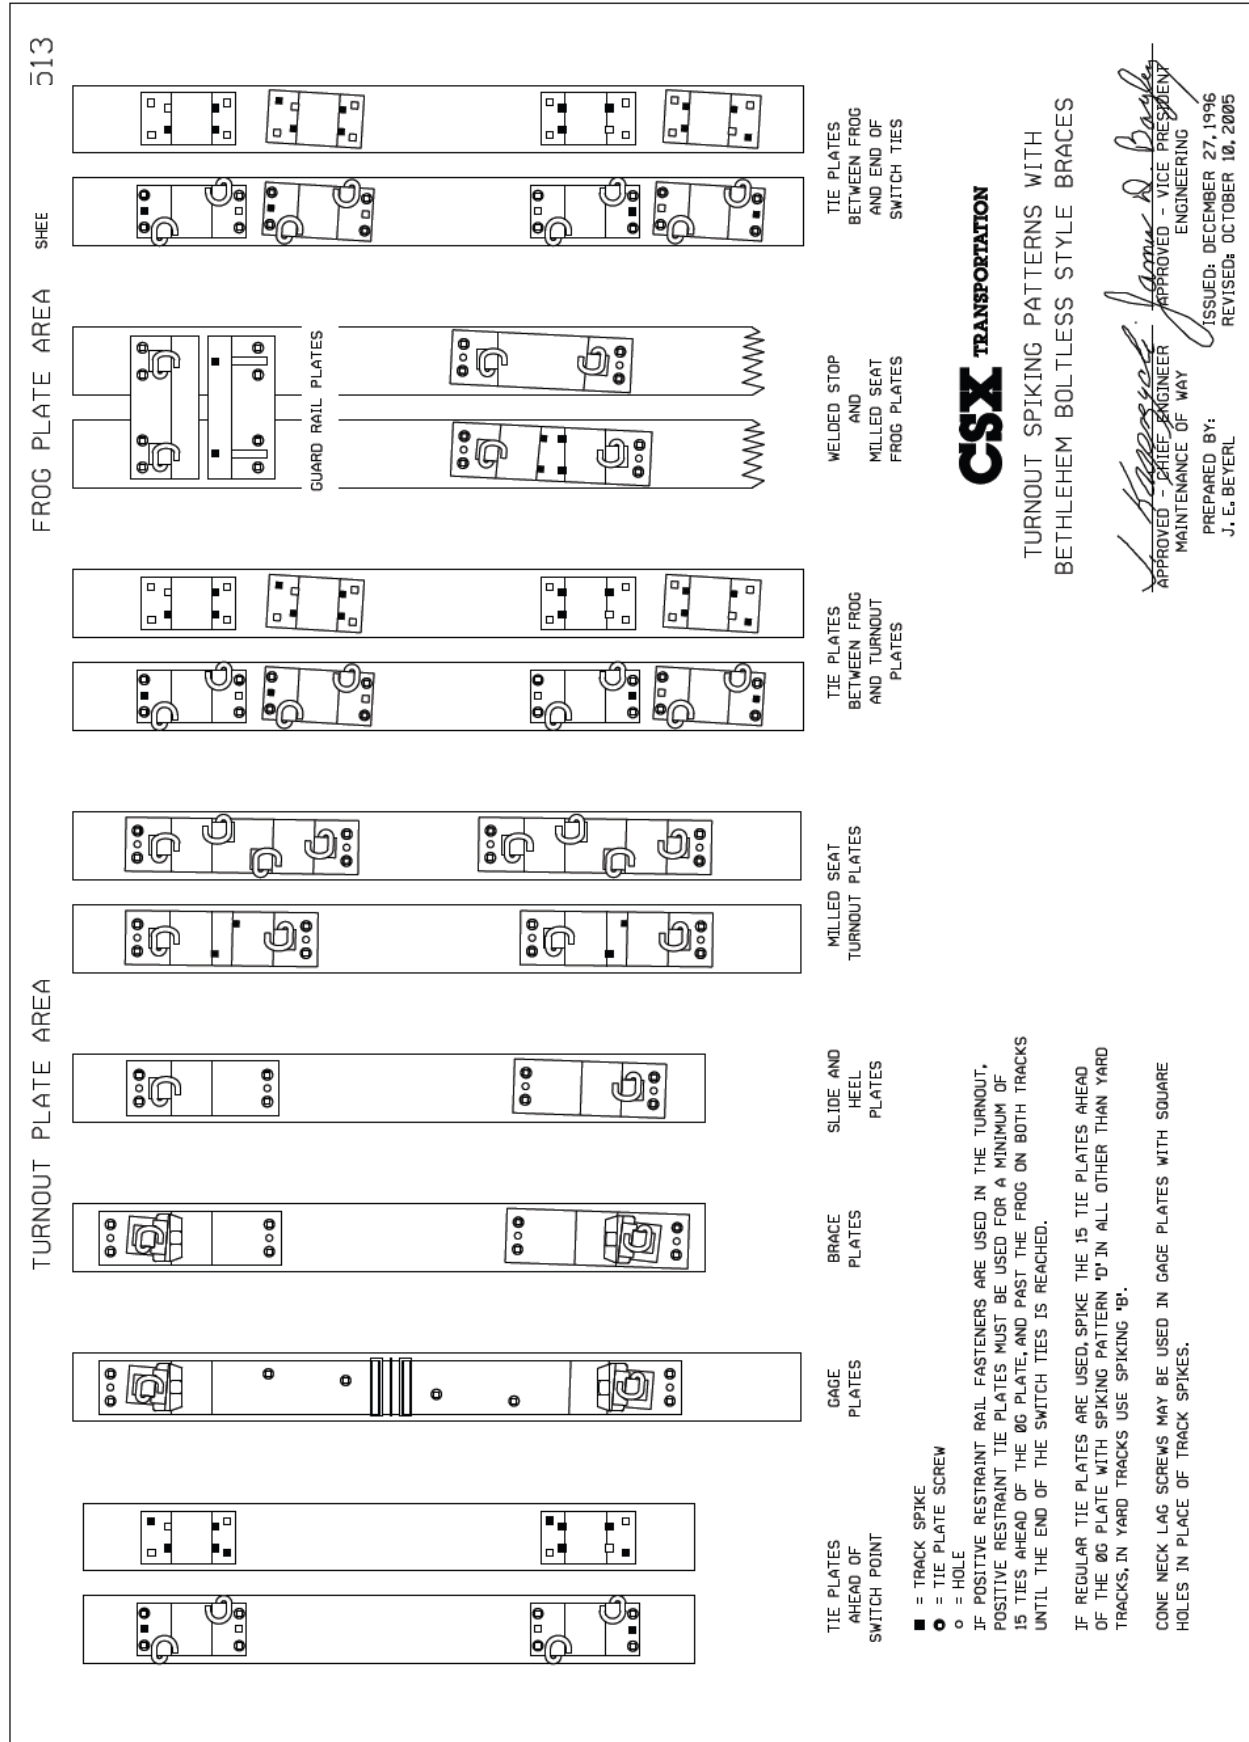 TURNOUT PLATE AREA
FROG PLATE AREA
SHEE
513
GUARD RAIL PLATES
TIE PLATES
AHEAD OF
SWITCH POINT
GAGE
PLATES
BRACE
PLATES
SLIDE AND
HEEL
PLATES
MILLED SEAT
TURNOUT PLATES
TIE PLATES
BETWEEN FROG
AND TURNOUT
PLATES
WELDED STOP
AND
MILLED SEAT
FROG PLATES
TIE PLATES
BETWEEN FROG
AND END OF
SWITCH TIES
■ = TRACK SPIKE
= TIE PLATE SCREW
○ = HOLE
IF POSITIVE RESTRAINT RAIL FASTENERS ARE USED IN THE TURNOUT,
POSITIVE RESTRAINT TIE PLATES MUST BE USED FOR A MINIMUM OF
15 TIES AHEAD OF THE 0G PLATE, AND PAST THE FROG ON BOTH TRACKS
UNTIL THE END OF THE SWITCH TIES IS REACHED.
IF REGULAR TIE PLATES ARE USED, SPIKE THE 15 TIE PLATES AHEAD
OF THE 0G PLATE WITH SPIKING PATTERN 'D' IN ALL OTHER THAN YARD
TRACKS, IN YARD TRACKS USE SPIKING 'B'.
CONE NECK LAG SCREWS MAY BE USED IN GAGE PLATES WITH SQUARE
HOLES IN PLACE OF TRACK SPIKES.
CSX TRANSPORTATION
TURNOUT SPIKING PATTERNS WITH
BETHLEHEM BOLTLESS STYLE BRACES
APPROVED - CHIEF ENGINEER
MAINTENANCE OF WAY
APPROVED - VICE PRESIDENT
ENGINEERING
PREPARED BY:
J. E. BEYERL
ISSUED: DECEMBER 27, 1996
REVISED: OCTOBER 10, 2005